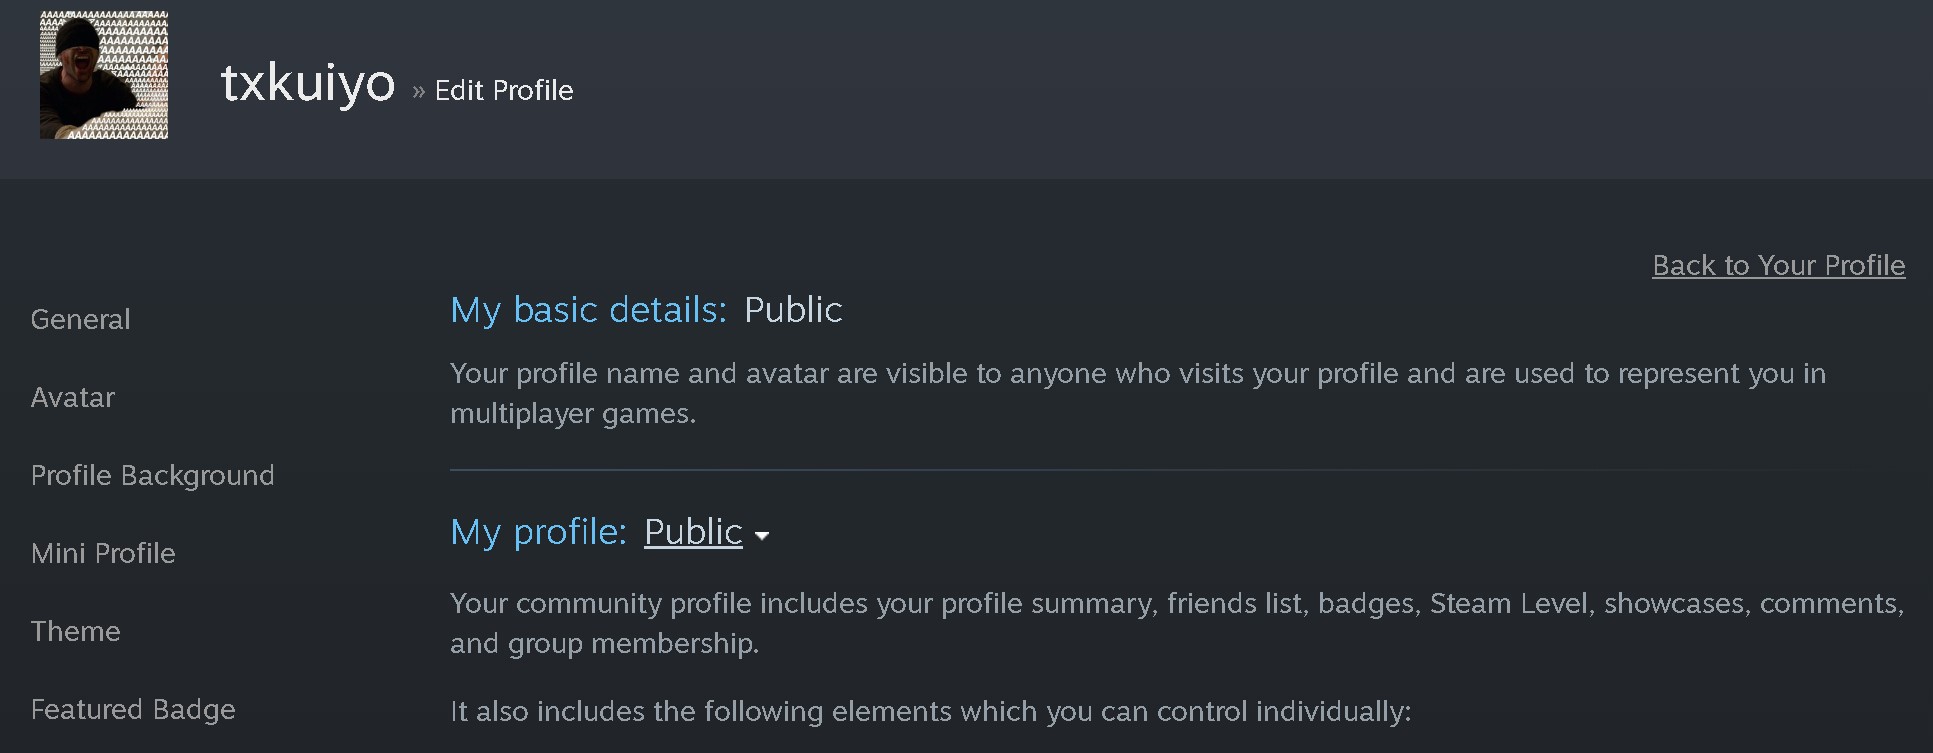 txkuiyo » Edit Profile
Back to Your Profile
General
Avatar
Profile Background
Mini Profile
Theme
Featured Badge
My basic details: Public
Your profile name and avatar are visible to anyone who visits your profile and are used to represent you in
multiplayer games.
My profile: Public
Your community profile includes your profile summary, friends list, badges, Steam Level, showcases, comments,
and group membership.
It also includes the following elements which you can control individually: